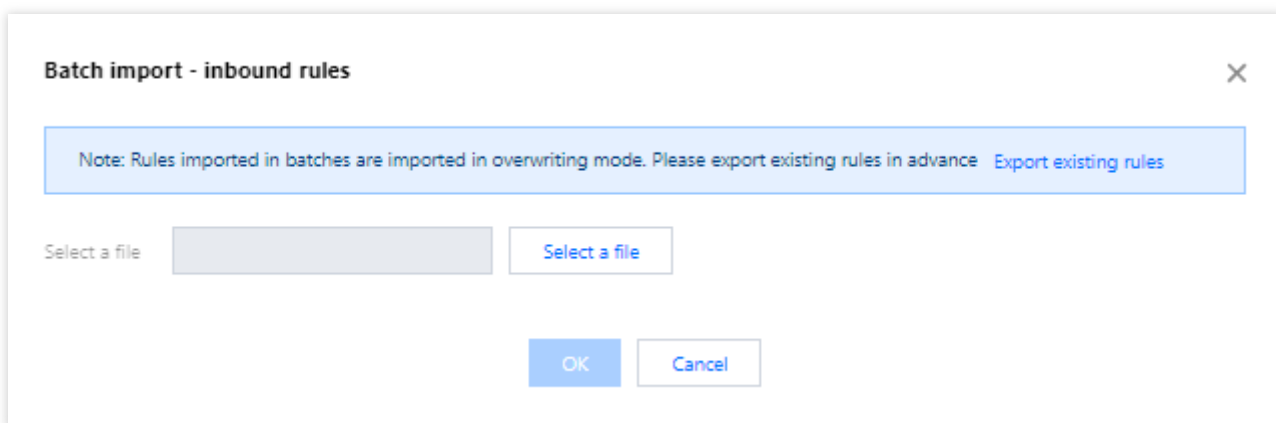 Batch import - inbound rules
Note: Rules imported in batches are imported in overwriting mode. Please export existing rules in advance Export existing rules
Select a file Select a file
OK Cancel